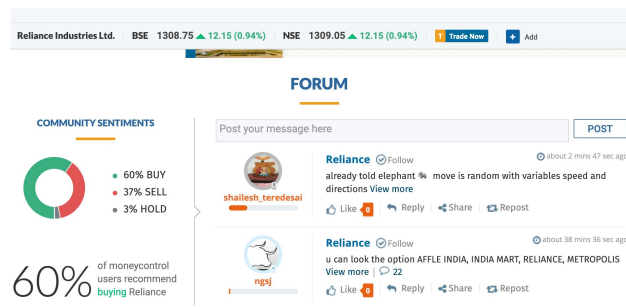 Reliance Industries Ltd. BSE 1308.75 ▲ 12.15 (0.94%) NSE 1309.05 ▲ 12.15 (0.94%) T Trade Now + Add
FORUM
COMMUNITY SENTIMENTS
60% BUY
37% SELL
3% HOLD
60% of moneycontrol
users recommend
buying Reliance
Post your message here POST
shailesh_teredesai
Reliance Follow about 2 mins 47 sec ago
already told elephant 🐘 move is random with variables speed and
directions View more
Like 0 Reply Share Repost
ngsj
Reliance Follow about 38 mins 36 sec ago
u can look the option AFFLE INDIA, INDIA MART, RELIANCE, METROPOLIS
View more | 22
Like 0 Reply Share Repost